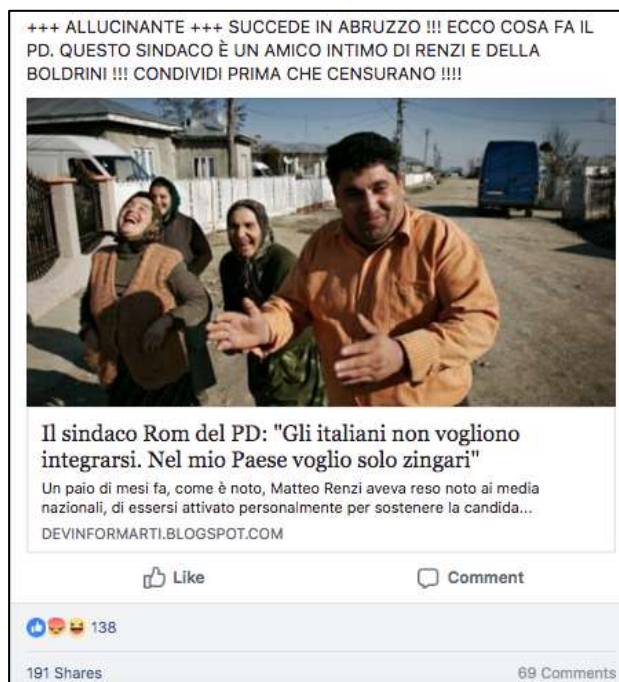 +++ ALLUCINANTE +++ SUCCEDE IN ABRUZZO !!! ECCO COSA FA IL
PD. QUESTO SINDACO È UN AMICO INTIMO DI RENZI E DELLA
BOLDRINI !!! CONDIVIDI PRIMA CHE CENSURANO !!!!
Il sindaco Rom del PD: "Gli italiani non vogliono
integrarsi. Nel mio Paese voglio solo zingari"
Un paio di mesi fa, come è noto, Matteo Renzi aveva reso noto ai media
nazionali, di essersi attivato personalmente per sostenere la candida...
DEVINFORMARTI.BLOGSPOT.COM
Like Comment
138
191 Shares 69 Comments